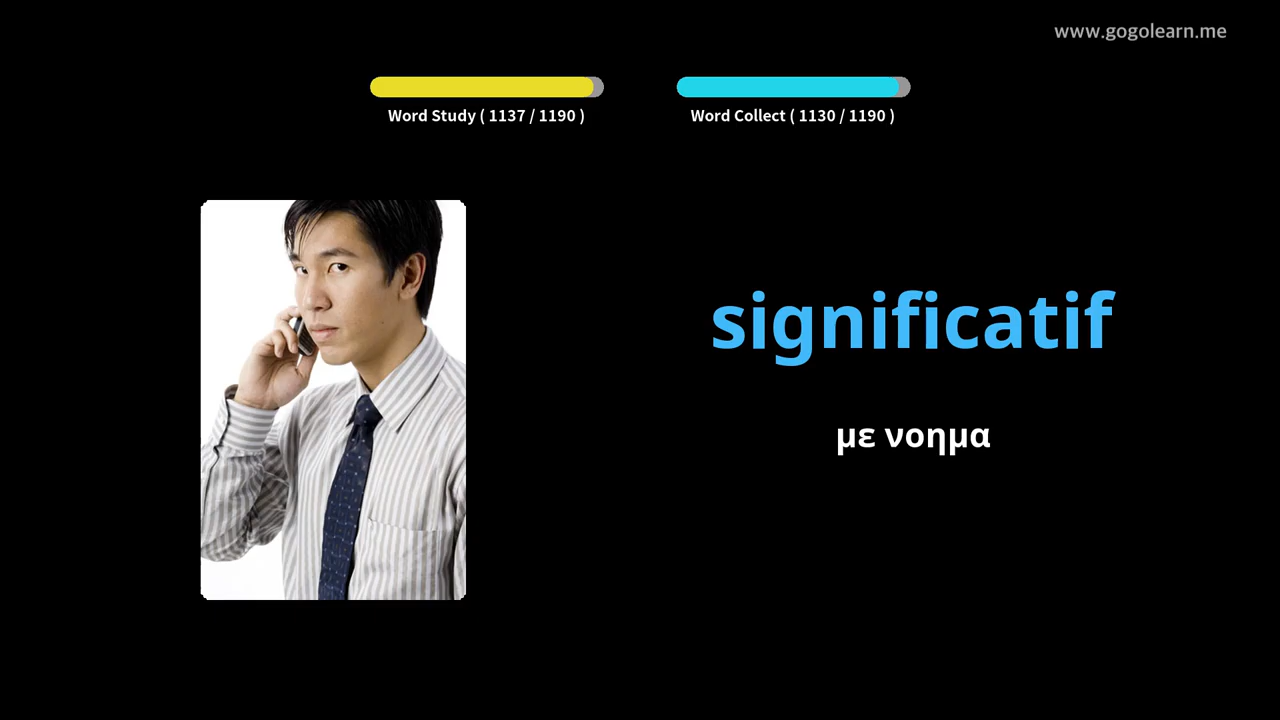 www.gogolearn.me
Word Study ( 1137 / 1190 )
Word Collect ( 1130 / 1190 )
significatif
με νοημα